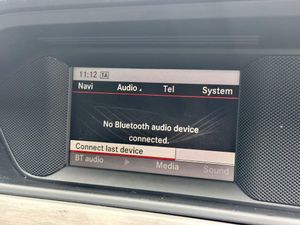 11:12 TA
Navi Audio Tel System
No Bluetooth audio device
connected.
Connect last device
BT audio Media Sound